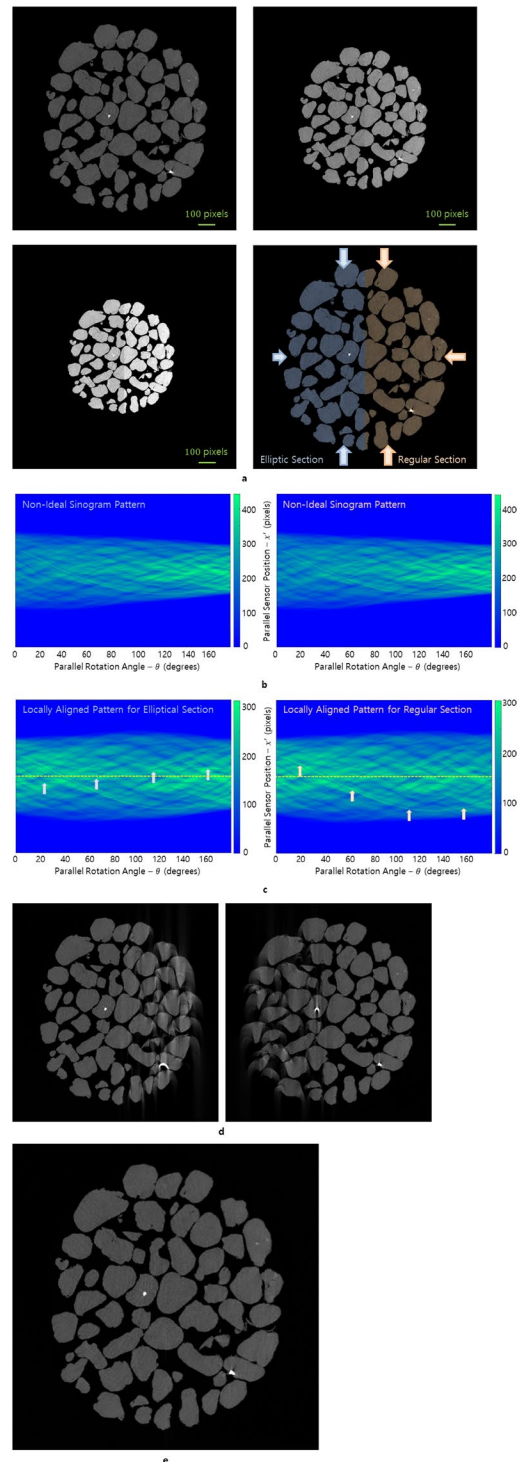 100 pixels
100 pixels
100 pixels
Elliptic Section
Regular Section
a
Non-Ideal Sinogram Pattern
400
300
200
100
0
0 20 40 60 80 100 120 140 160
Parallel Rotation Angle – θ (degrees)
Parallel Sensor Position – x′ (pixels)
Non-Ideal Sinogram Pattern
400
300
200
100
0
0 20 40 60 80 100 120 140 160
Parallel Rotation Angle – θ (degrees)
b
Locally Aligned Pattern for Elliptical Section
300
200
100
0
0 20 40 60 80 100 120 140 160
Parallel Rotation Angle – θ (degrees)
Parallel Sensor Position – x′ (pixels)
Locally Aligned Pattern for Regular Section
300
200
100
0
0 20 40 60 80 100 120 140 160
Parallel Rotation Angle – θ (degrees)
c
d
e